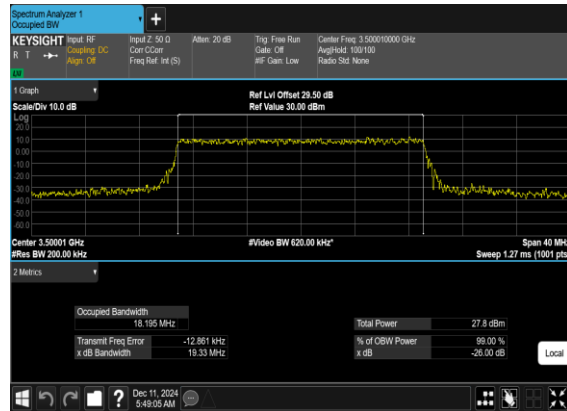 Spectrum Analyzer 1
Occupied BW
KEYSIGHT
R T
Input: RF
Coupling: DC
Align: Off
Input Z: 50 Ω
Corr CCorr
Freq Ref: Int (S)
Atten: 20 dB
Trig: Free Run
Gate: Off
#IF Gain: Low
Center Freq: 3.500010000 GHz
Avg|Hold: 100/100
Radio Std: None
1 Graph
Scale/Div 10.0 dB
Ref Lvl Offset 29.50 dB
Ref Value 30.00 dBm
Log
20.0
10.0
0.00
-10.0
-20.0
-30.0
-40.0
-50.0
-60.0
Center 3.50001 GHz
#Res BW 200.00 kHz
#Video BW 620.00 kHz*
Span 40 MHz
Sweep 1.27 ms (1001 pts)
2 Metrics
Occupied Bandwidth
18.195 MHz
Total Power 27.8 dBm
Transmit Freq Error -12.861 kHz
x dB Bandwidth 19.33 MHz
% of OBW Power 99.00 %
x dB -26.00 dB
Local
Dec 11, 2024
5:49:05 AM